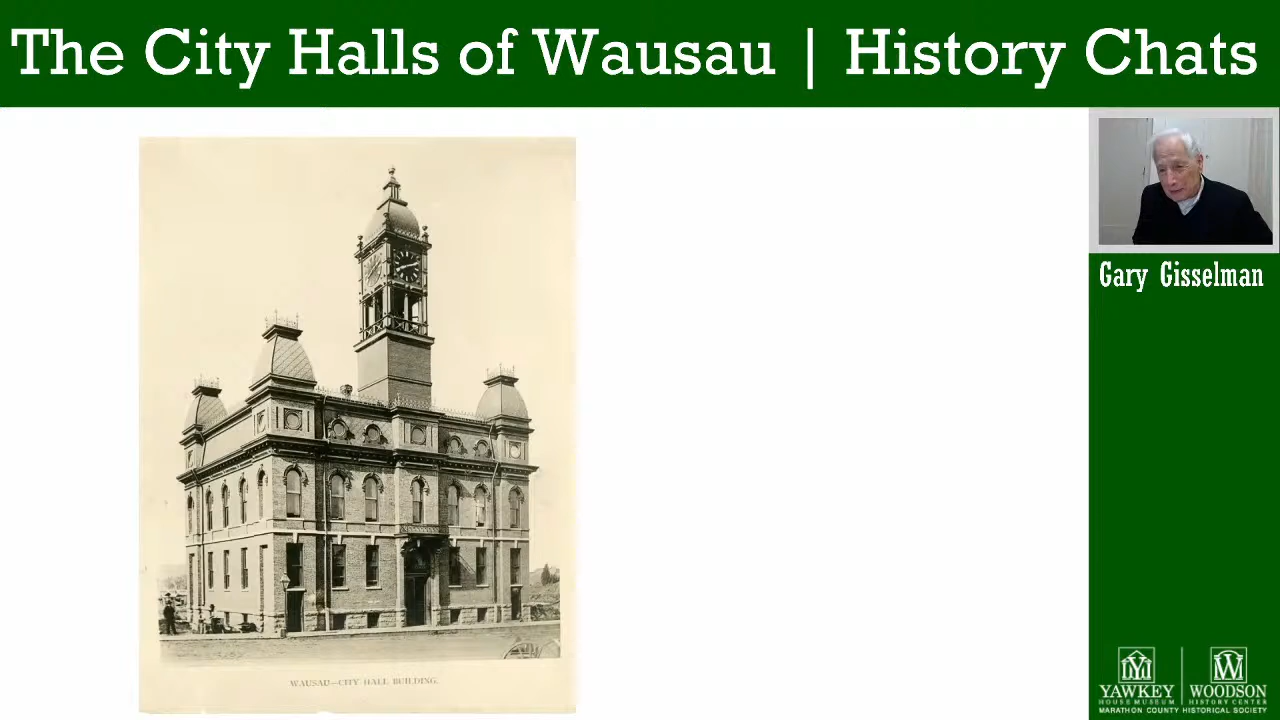 The City Halls of Wausau | History Chats
Gary Gisselman
WAUSAU—CITY HALL BUILDING.
YAWKEY
HOUSE MUSEUM
WOODSON
HISTORY CENTER
MARATHON COUNTY HISTORICAL SOCIETY